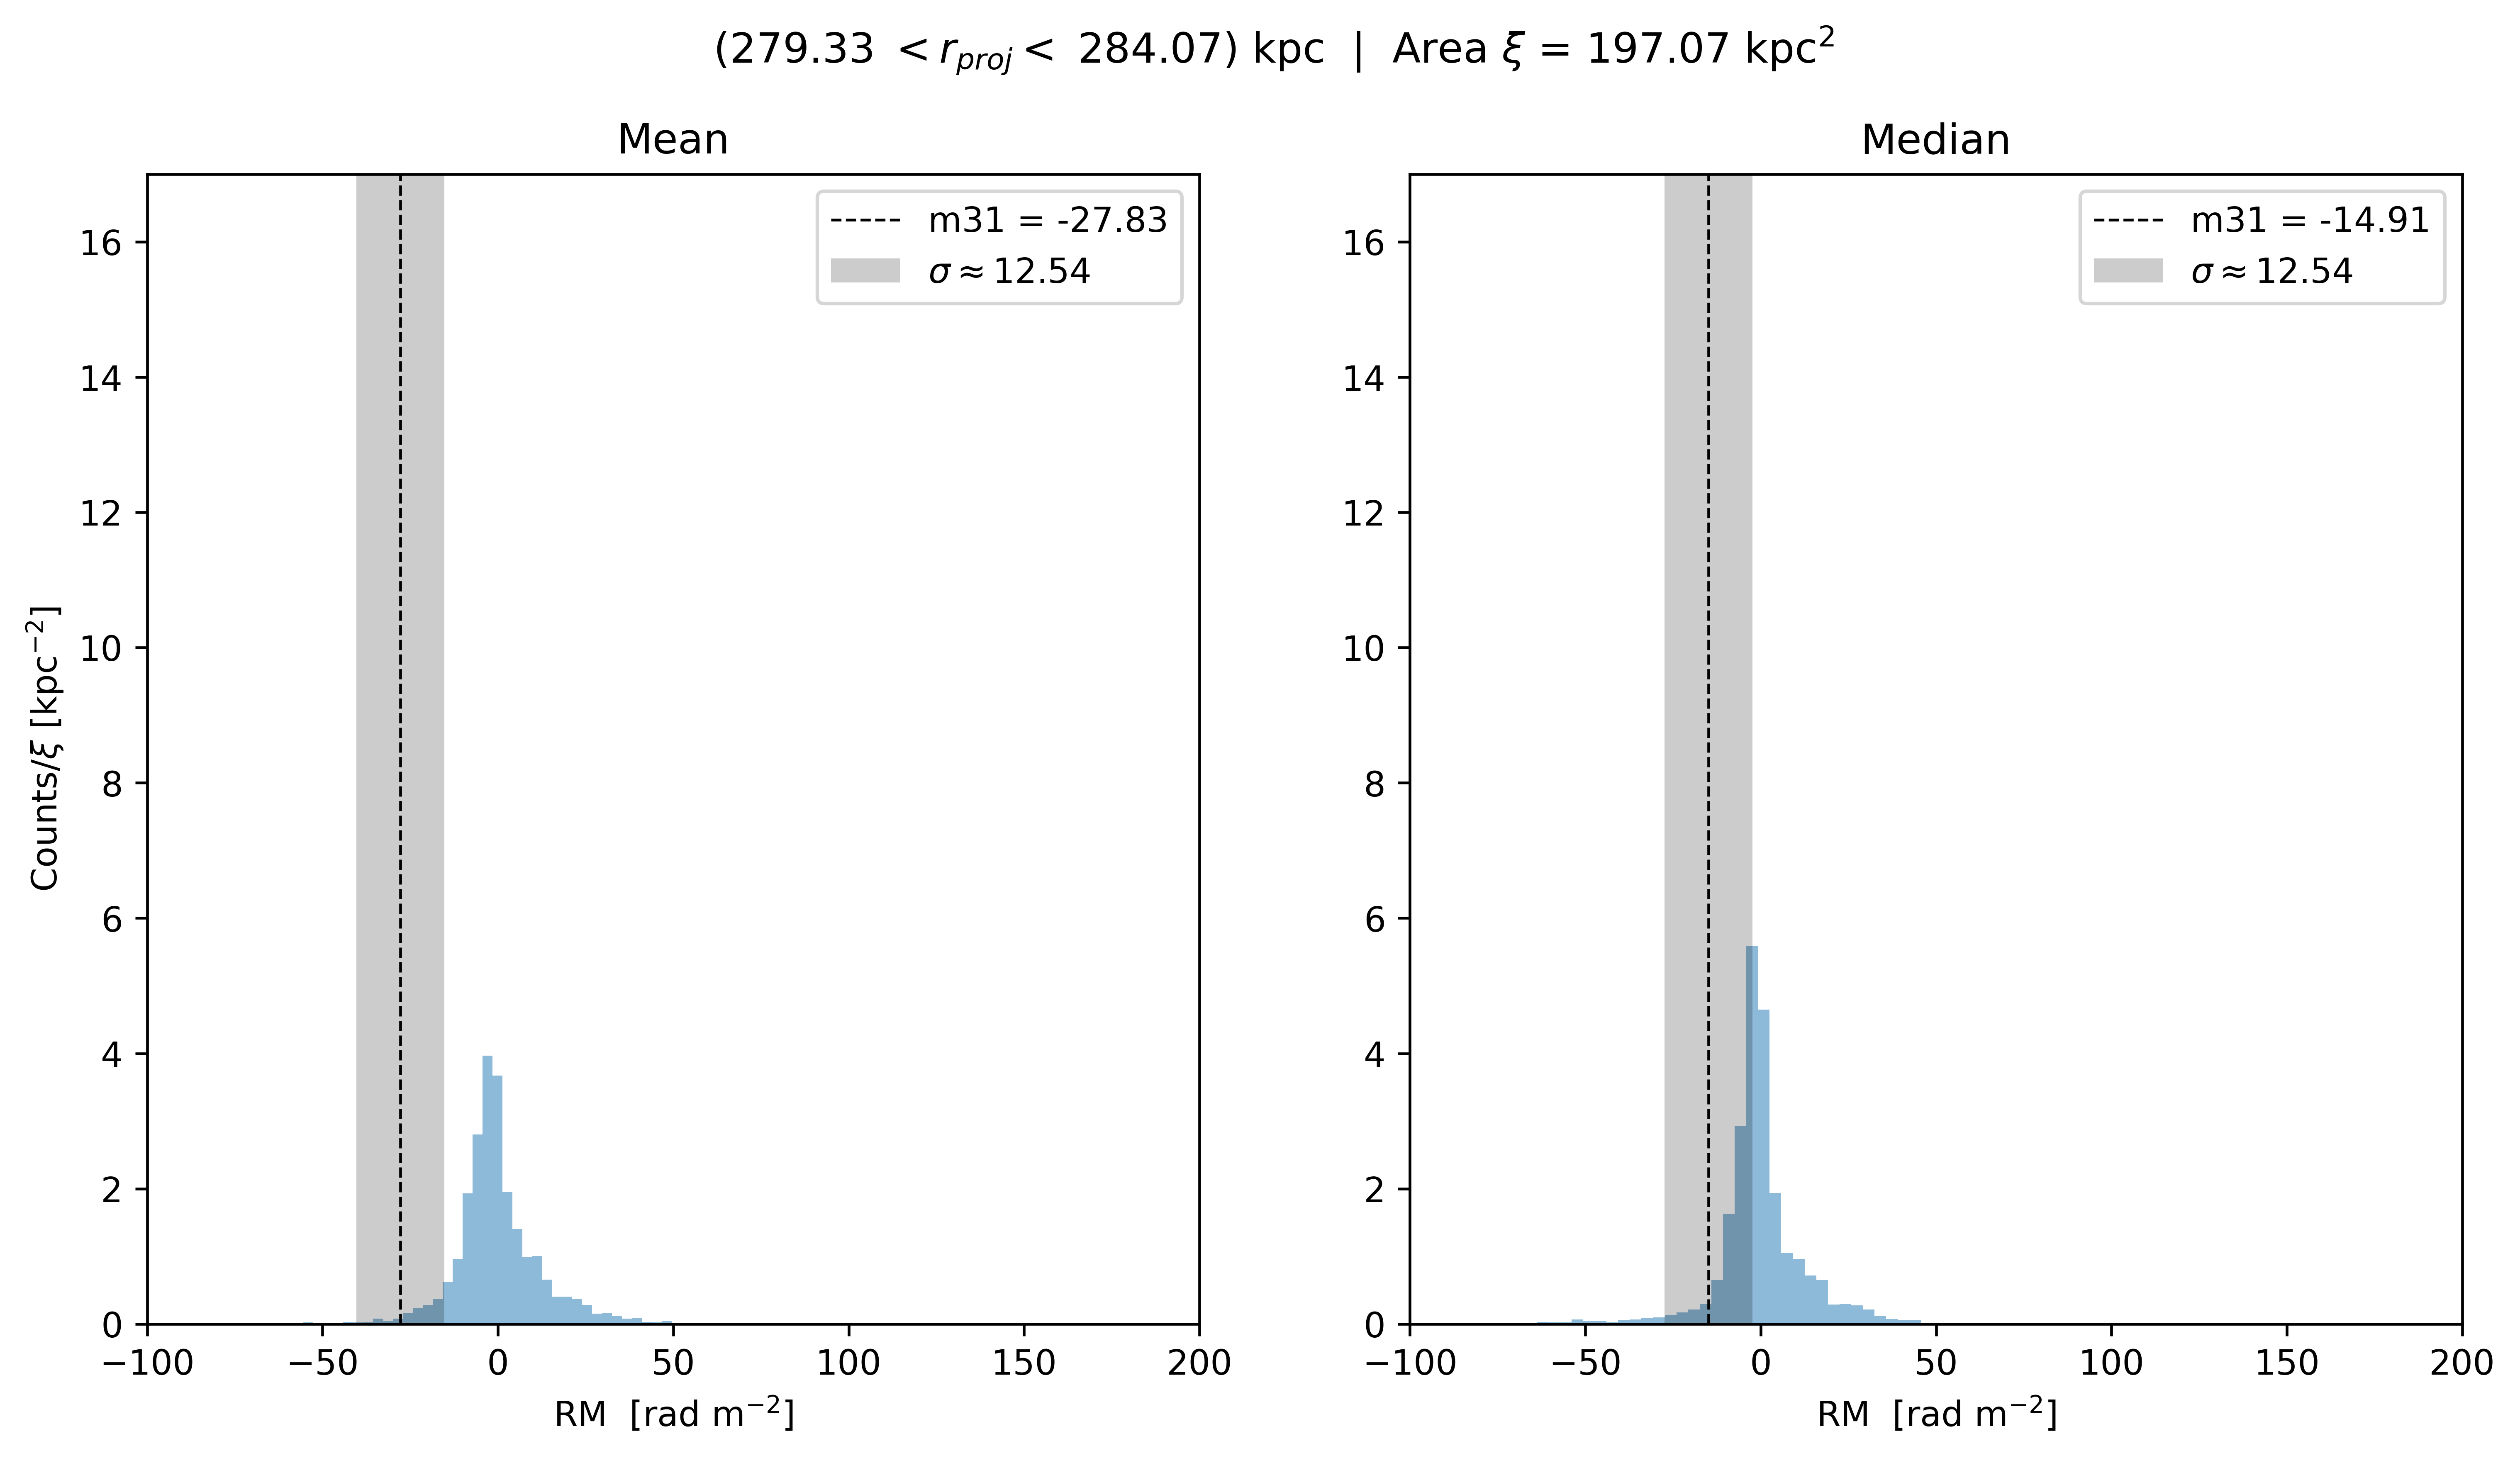 (279.33 < r_proj < 284.07) kpc | Area ξ = 197.07 kpc²
Mean
Median
m31 = -27.83
σ ≈ 12.54
m31 = -14.91
σ ≈ 12.54
Counts/ξ [kpc⁻²]
16
14
12
10
8
6
4
2
0
16
14
12
10
8
6
4
2
0
−100 −50 0 50 100 150 200
−100 −50 0 50 100 150 200
RM [rad m⁻²]
RM [rad m⁻²]